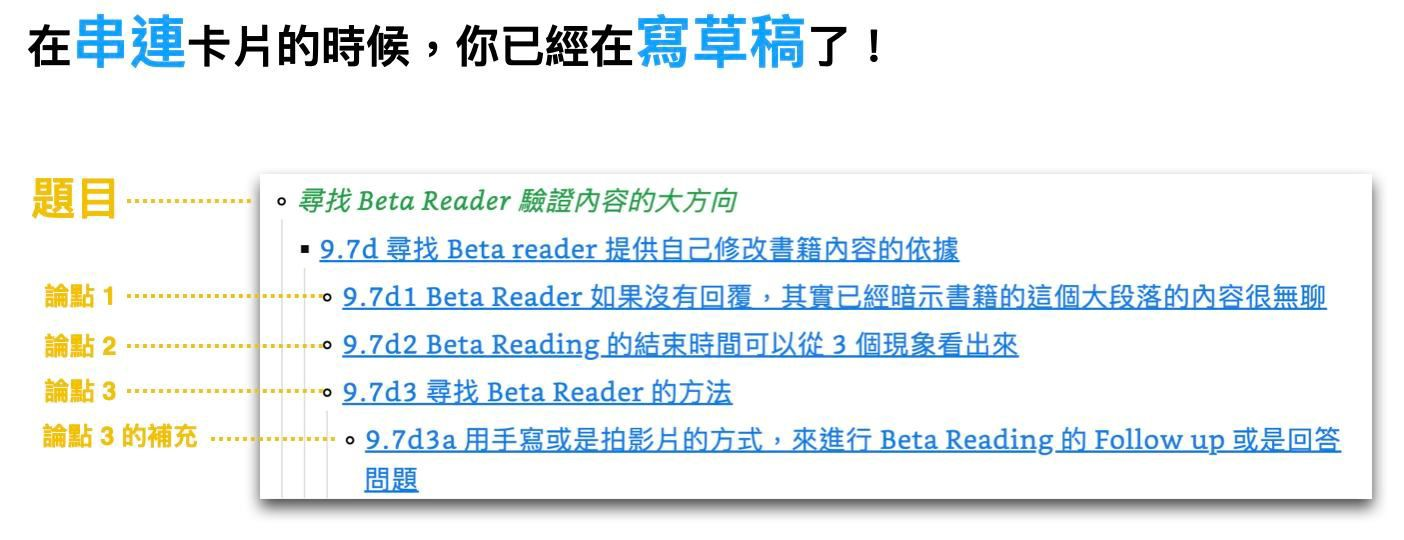 在串連卡片的時候，你已經在寫草稿了！
題目
尋找 Beta Reader 驗證內容的大方向
9.7d 尋找 Beta reader 提供自己修改書籍內容的依據
論點 1
9.7d1 Beta Reader 如果沒有回覆，其實已經暗示書籍的這個大段落的內容很無聊
論點 2
9.7d2 Beta Reading 的結束時間可以從 3 個現象看出來
論點 3
9.7d3 尋找 Beta Reader 的方法
論點 3 的補充
9.7d3a 用手寫或是拍影片的方式，來進行 Beta Reading 的 Follow up 或是回答
問題